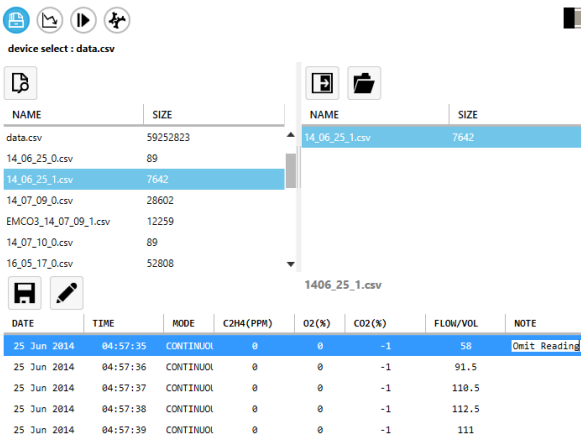 device select : data.csv
NAME SIZE
data.csv 59252823
14_06_25_0.csv 89
14_06_25_1.csv 7642
14_07_09_0.csv 28602
EMCO3_14_07_09_1.csv 12259
14_07_10_0.csv 89
16_05_17_0.csv 52808
NAME SIZE
14_06_25_1.csv 7642
1406_25_1.csv
DATE TIME MODE C2H4(PPM) O2(%) CO2(%) FLOW/VOL NOTE
25 Jun 2014 04:57:35 CONTINUOU 0 0 -1 58 Omit Reading
25 Jun 2014 04:57:36 CONTINUOU 0 0 -1 91.5
25 Jun 2014 04:57:37 CONTINUOU 0 0 -1 110.5
25 Jun 2014 04:57:38 CONTINUOU 0 0 -1 112.5
25 Jun 2014 04:57:39 CONTINUOU 0 0 -1 111